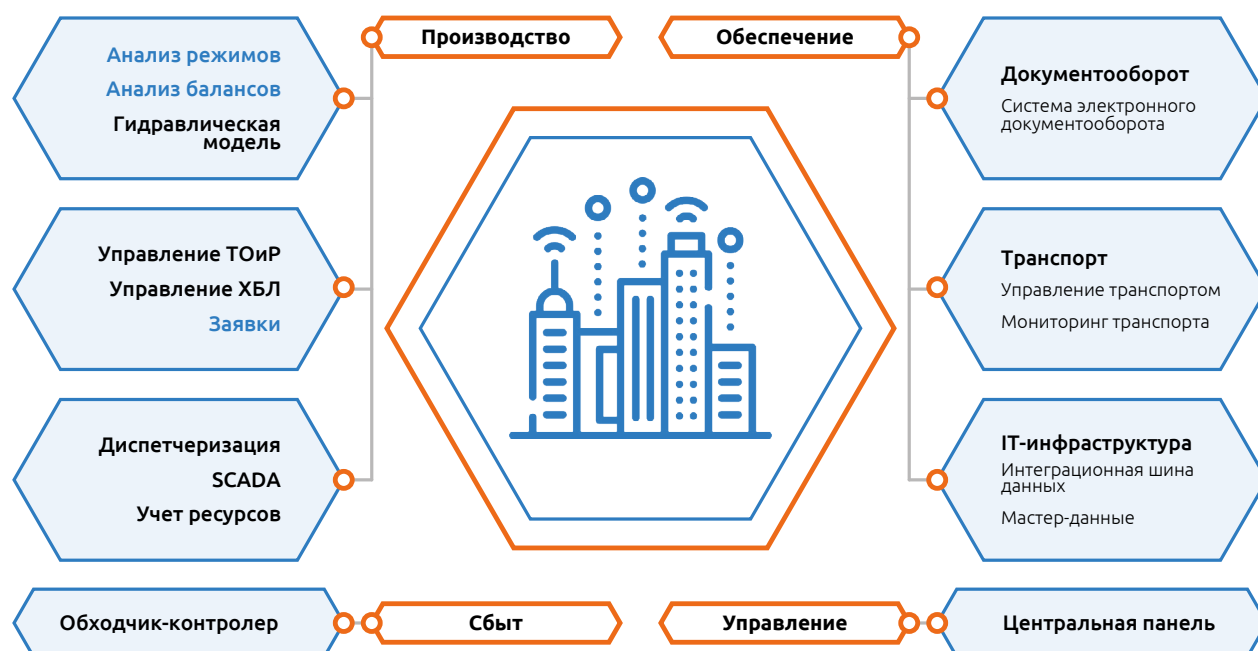 Производство
Анализ режимов
Анализ балансов
Гидравлическая
модель
Управление ТОиР
Управление ХБЛ
Заявки
Диспетчеризация
SCADA
Учет ресурсов
Обеспечение
Документооборот
Система электронного
документооборота
Транспорт
Управление транспортом
Мониторинг транспорта
IT-инфраструктура
Интеграционная шина
данных
Мастер-данные
Обходчик-контролер
Сбыт
Управление
Центральная панель